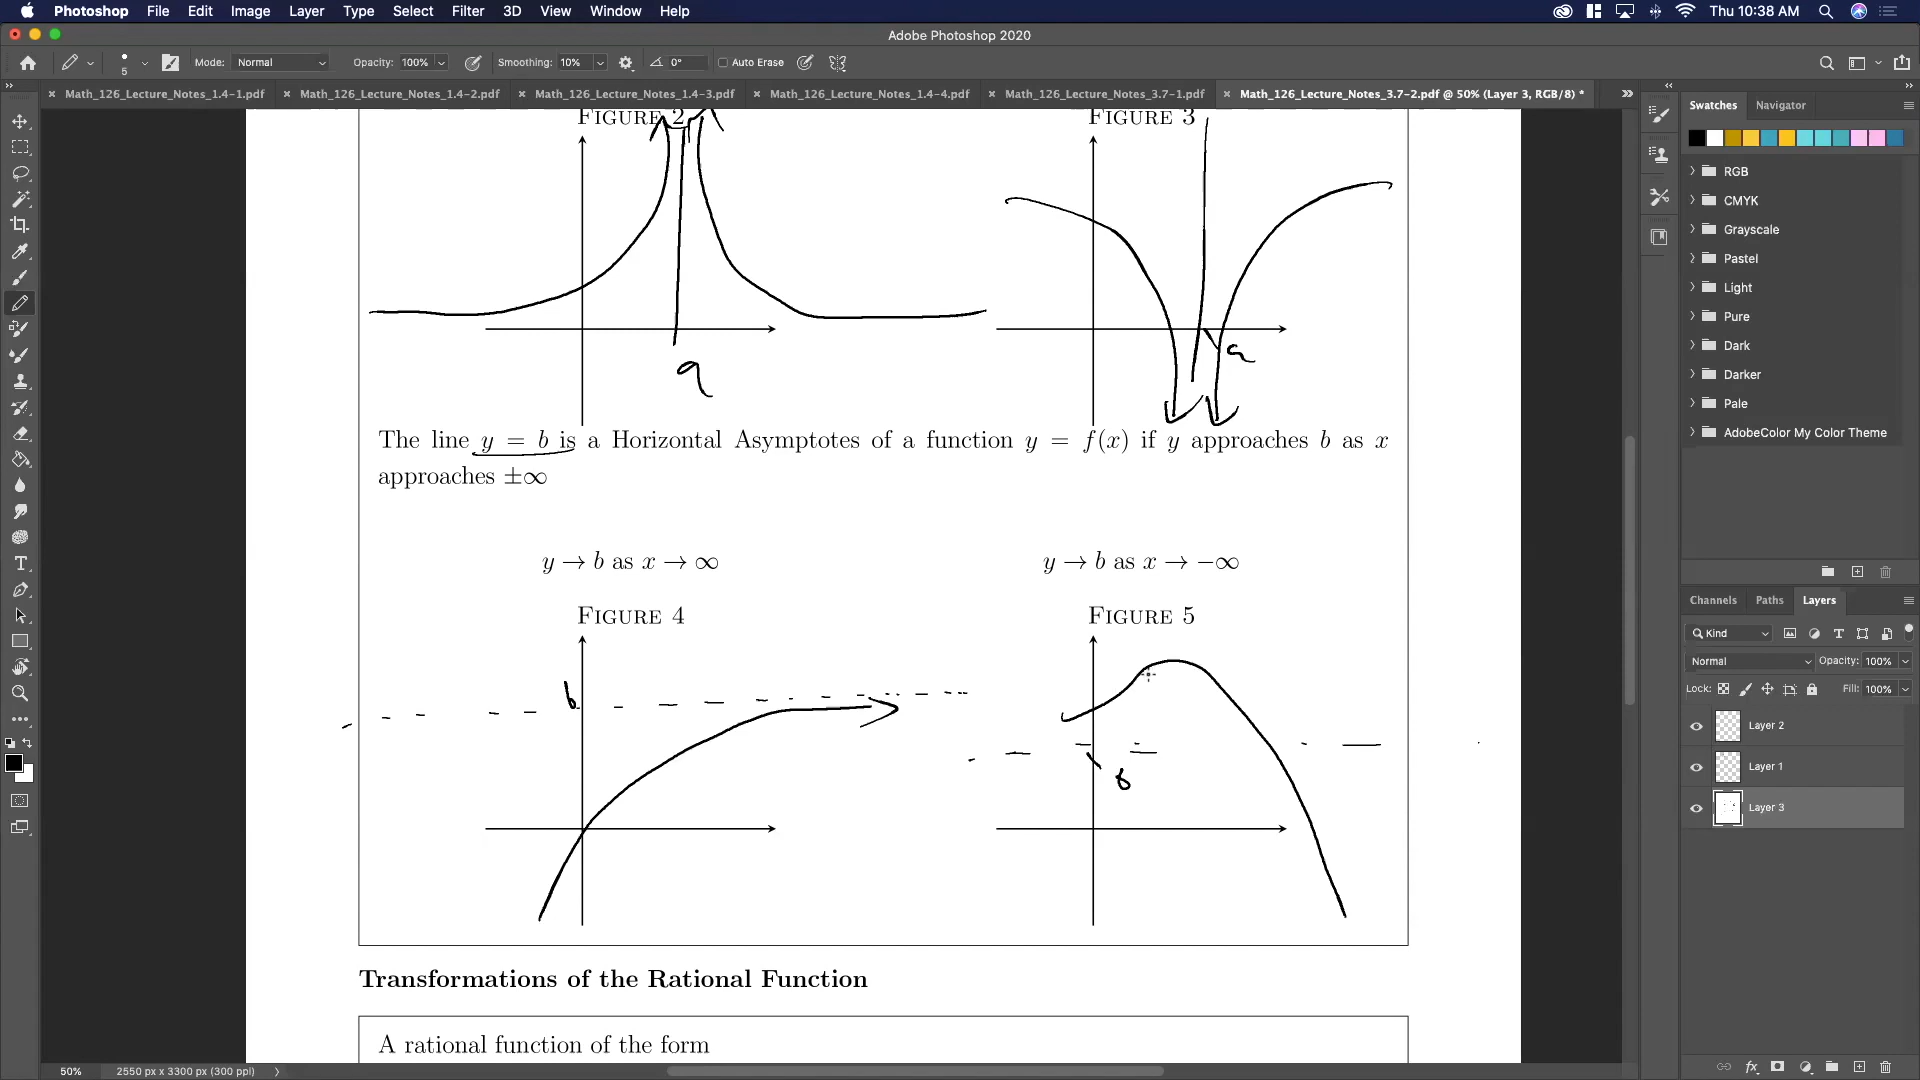 Photoshop File Edit Image Layer Type Select Filter 3D View Window Help Thu 10:38 AM
Adobe Photoshop 2020
5 Mode: Normal Opacity: 100% Smoothing: 10% 0° Auto Erase
Math_126_Lecture_Notes_1.4-1.pdf Math_126_Lecture_Notes_1.4-2.pdf Math_126_Lecture_Notes_1.4-3.pdf Math_126_Lecture_Notes_1.4-4.pdf Math_126_Lecture_Notes_3.7-1.pdf Math_126_Lecture_Notes_3.7-2.pdf @ 50% (Layer 3, RGB/8) *
Figure 2 Figure 3
a a
The line y = b is a Horizontal Asymptotes of a function y = f(x) if y approaches b as x
approaches ±∞
y → b as x → ∞ y → b as x → −∞
Figure 4 Figure 5
b
b
Transformations of the Rational Function
A rational function of the form
Swatches Navigator
RGB
CMYK
Grayscale
Pastel
Light
Pure
Dark
Darker
Pale
AdobeColor My Color Theme
Channels Paths Layers
Kind
Normal Opacity: 100%
Lock: Fill: 100%
Layer 2
Layer 1
Layer 3
50% 2550 px x 3300 px (300 ppi)